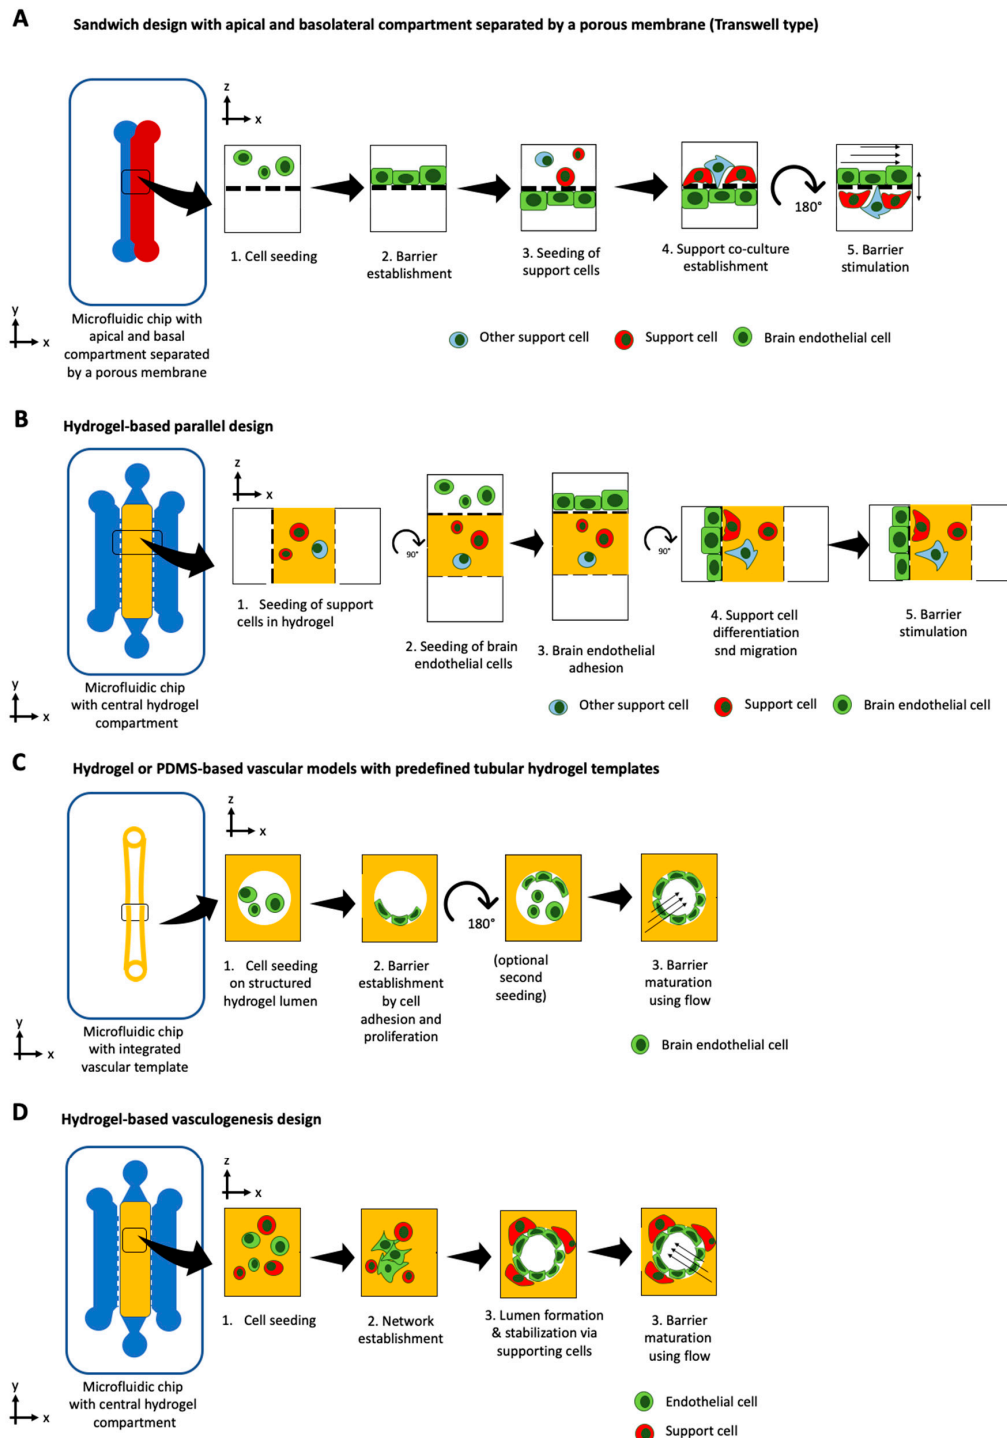 A
Sandwich design with apical and basolateral compartment separated by a porous membrane (Transwell type)
z
x
180°
1. Cell seeding
2. Barrier
establishment
3. Seeding of
support cells
4. Support co-culture
establishment
5. Barrier
stimulation
y
x
Microfluidic chip with
apical and basal
compartment separated
by a porous membrane
Other support cell
Support cell
Brain endothelial cell
B
Hydrogel-based parallel design
z
x
90°
90°
1. Seeding of support
cells in hydrogel
2. Seeding of brain
endothelial cells
3. Brain endothelial
adhesion
4. Support cell
differentiation
snd migration
5. Barrier
stimulation
y
x
Microfluidic chip
with central hydrogel
compartment
Other support cell
Support cell
Brain endothelial cell
C
Hydrogel or PDMS-based vascular models with predefined tubular hydrogel templates
z
x
180°
1. Cell seeding
on structured
hydrogel lumen
2. Barrier
establishment
by cell
adhesion and
proliferation
(optional
second
seeding)
3. Barrier
maturation
using flow
y
x
Microfluidic chip
with integrated
vascular template
Brain endothelial cell
D
Hydrogel-based vasculogenesis design
z
x
1. Cell seeding
2. Network
establishment
3. Lumen formation
& stabilization via
supporting cells
3. Barrier
maturation
using flow
y
x
Microfluidic chip
with central hydrogel
compartment
Endothelial cell
Support cell